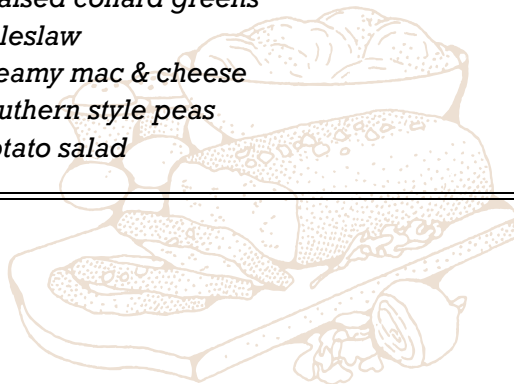 aised collard greens
leslaw
eamy mac & cheese
uthern style peas
otato salad